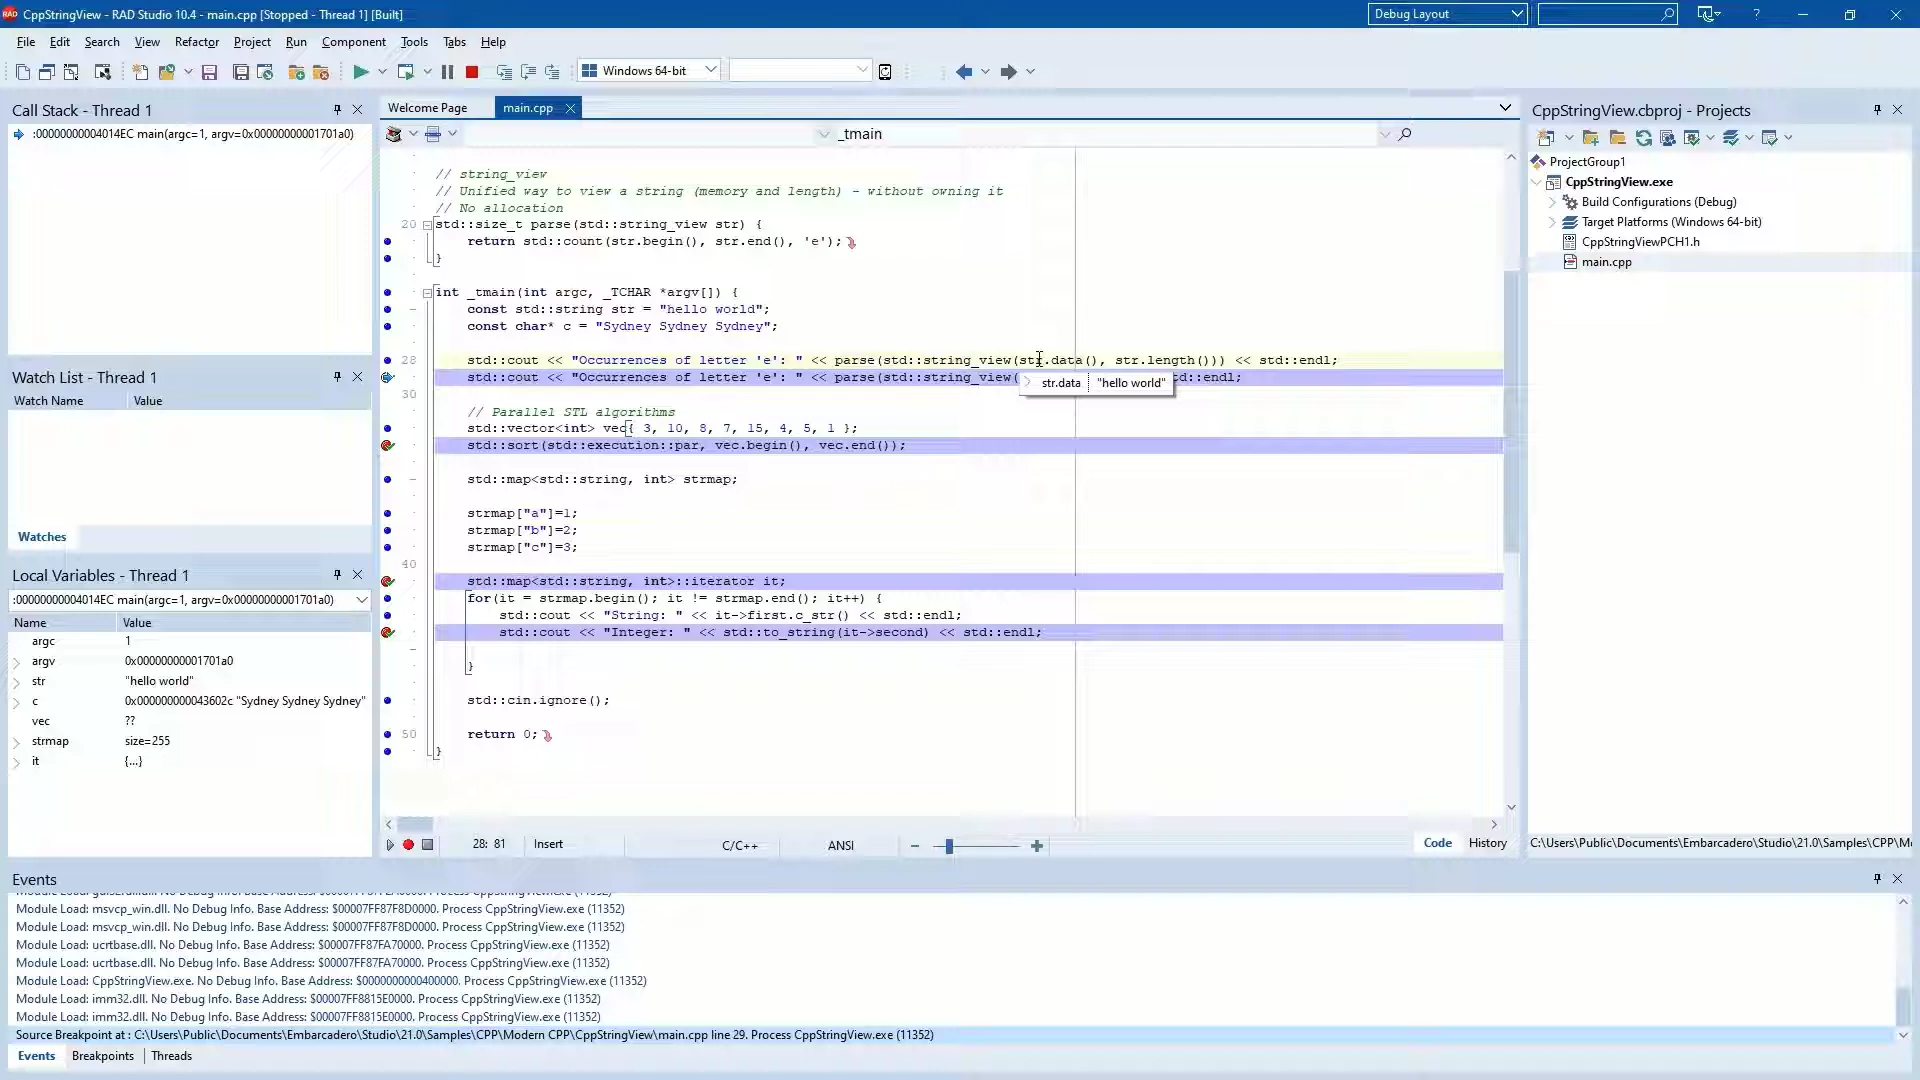 CppStringView - RAD Studio 10.4 - main.cpp [Stopped - Thread 1] [Built]
Debug Layout
File Edit Search View Refactor Project Run Component Tools Tabs Help
Windows 64-bit
Call Stack - Thread 1
:00000000004014EC main(argc=1, argv=0x00000000001701a0)
Watch List - Thread 1
Watch Name Value
Watches
Local Variables - Thread 1
:00000000004014EC main(argc=1, argv=0x00000000001701a0)
Name Value
argc 1
argv 0x00000000001701a0
str "hello world"
c 0x000000000043602c "Sydney Sydney Sydney"
vec ??
strmap size=255
it {...}
Welcome Page main.cpp
_tmain
// string_view
// Unified way to view a string (memory and length) - without owning it
// No allocation
20 std::size_t parse(std::string_view str) {
return std::count(str.begin(), str.end(), 'e');
}
int _tmain(int argc, _TCHAR *argv[]) {
const std::string str = "hello world";
const char* c = "Sydney Sydney Sydney";
28 std::cout << "Occurrences of letter 'e': " << parse(std::string_view(str.data(), str.length())) << std::endl;
std::cout << "Occurrences of letter 'e': " << parse(std::string_view( td::endl;
str.data "hello world"
30
// Parallel STL algorithms
std::vector<int> vec{ 3, 10, 8, 7, 15, 4, 5, 1 };
std::sort(std::execution::par, vec.begin(), vec.end());
std::map<std::string, int> strmap;
strmap["a"]=1;
strmap["b"]=2;
strmap["c"]=3;
40
std::map<std::string, int>::iterator it;
for(it = strmap.begin(); it != strmap.end(); it++) {
std::cout << "String: " << it->first.c_str() << std::endl;
std::cout << "Integer: " << std::to_string(it->second) << std::endl;
}
std::cin.ignore();
50 return 0;
}
28: 81 Insert C/C++ ANSI Code History
CppStringView.cbproj - Projects
ProjectGroup1
CppStringView.exe
Build Configurations (Debug)
Target Platforms (Windows 64-bit)
CppStringViewPCH1.h
main.cpp
C:\Users\Public\Documents\Embarcadero\Studio\21.0\Samples\CPP\Mo
Events
Module Load: msvcp_win.dll. No Debug Info. Base Address: $00007FF87F8D0000. Process CppStringView.exe (11352)
Module Load: msvcp_win.dll. No Debug Info. Base Address: $00007FF87F8D0000. Process CppStringView.exe (11352)
Module Load: ucrtbase.dll. No Debug Info. Base Address: $00007FF87FA70000. Process CppStringView.exe (11352)
Module Load: ucrtbase.dll. No Debug Info. Base Address: $00007FF87FA70000. Process CppStringView.exe (11352)
Module Load: CppStringView.exe. No Debug Info. Base Address: $0000000000400000. Process CppStringView.exe (11352)
Module Load: imm32.dll. No Debug Info. Base Address: $00007FF8815E0000. Process CppStringView.exe (11352)
Module Load: imm32.dll. No Debug Info. Base Address: $00007FF8815E0000. Process CppStringView.exe (11352)
Source Breakpoint at : C:\Users\Public\Documents\Embarcadero\Studio\21.0\Samples\CPP\Modern CPP\CppStringView\main.cpp line 29. Process CppStringView.exe (11352)
Events Breakpoints Threads